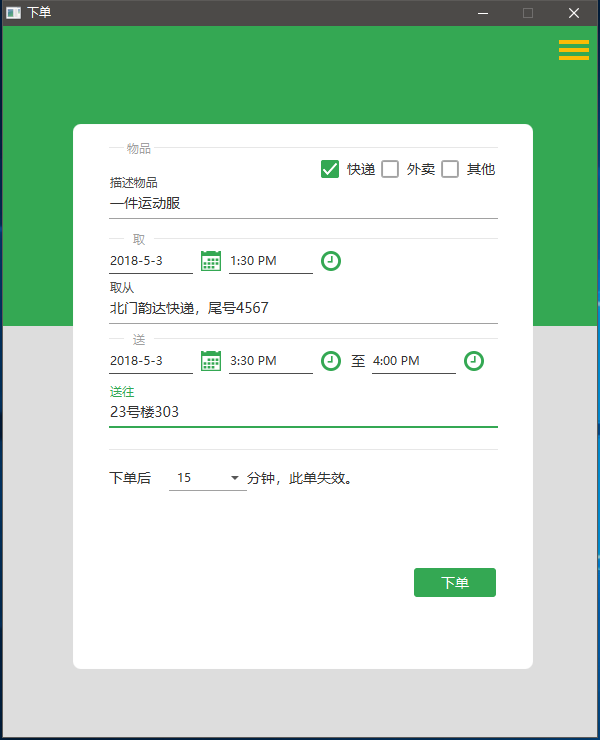 下单
物品
快递 外卖 其他
描述物品
一件运动服
取
2018-5-3 1:30 PM
取从
北门韵达快递，尾号4567
送
2018-5-3 3:30 PM 至 4:00 PM
送往
23号楼303
下单后 15 分钟，此单失效。
下单